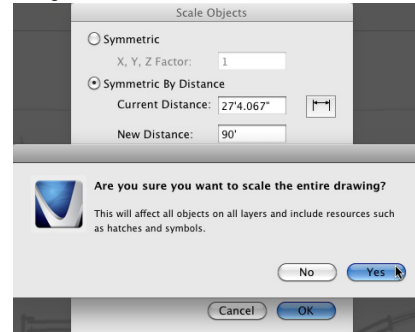 Scale Objects
Symmetric
X, Y, Z Factor: 1
Symmetric By Distance
Current Distance: 27'4.067"
New Distance: 90'
Are you sure you want to scale the entire drawing?
This will affect all objects on all layers and include resources such
as hatches and symbols.
No Yes
Cancel OK